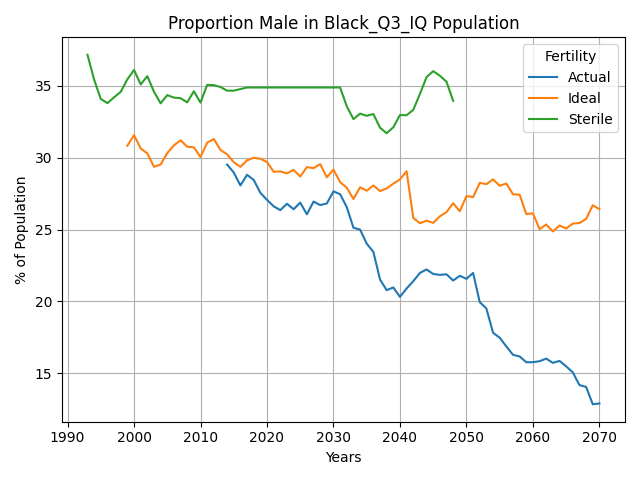 Proportion Male in Black_Q3_IQ Population
% of Population
35
30
25
20
15
1990 2000 2010 2020 2030 2040 2050 2060 2070
Years
Fertility
Actual
Ideal
Sterile